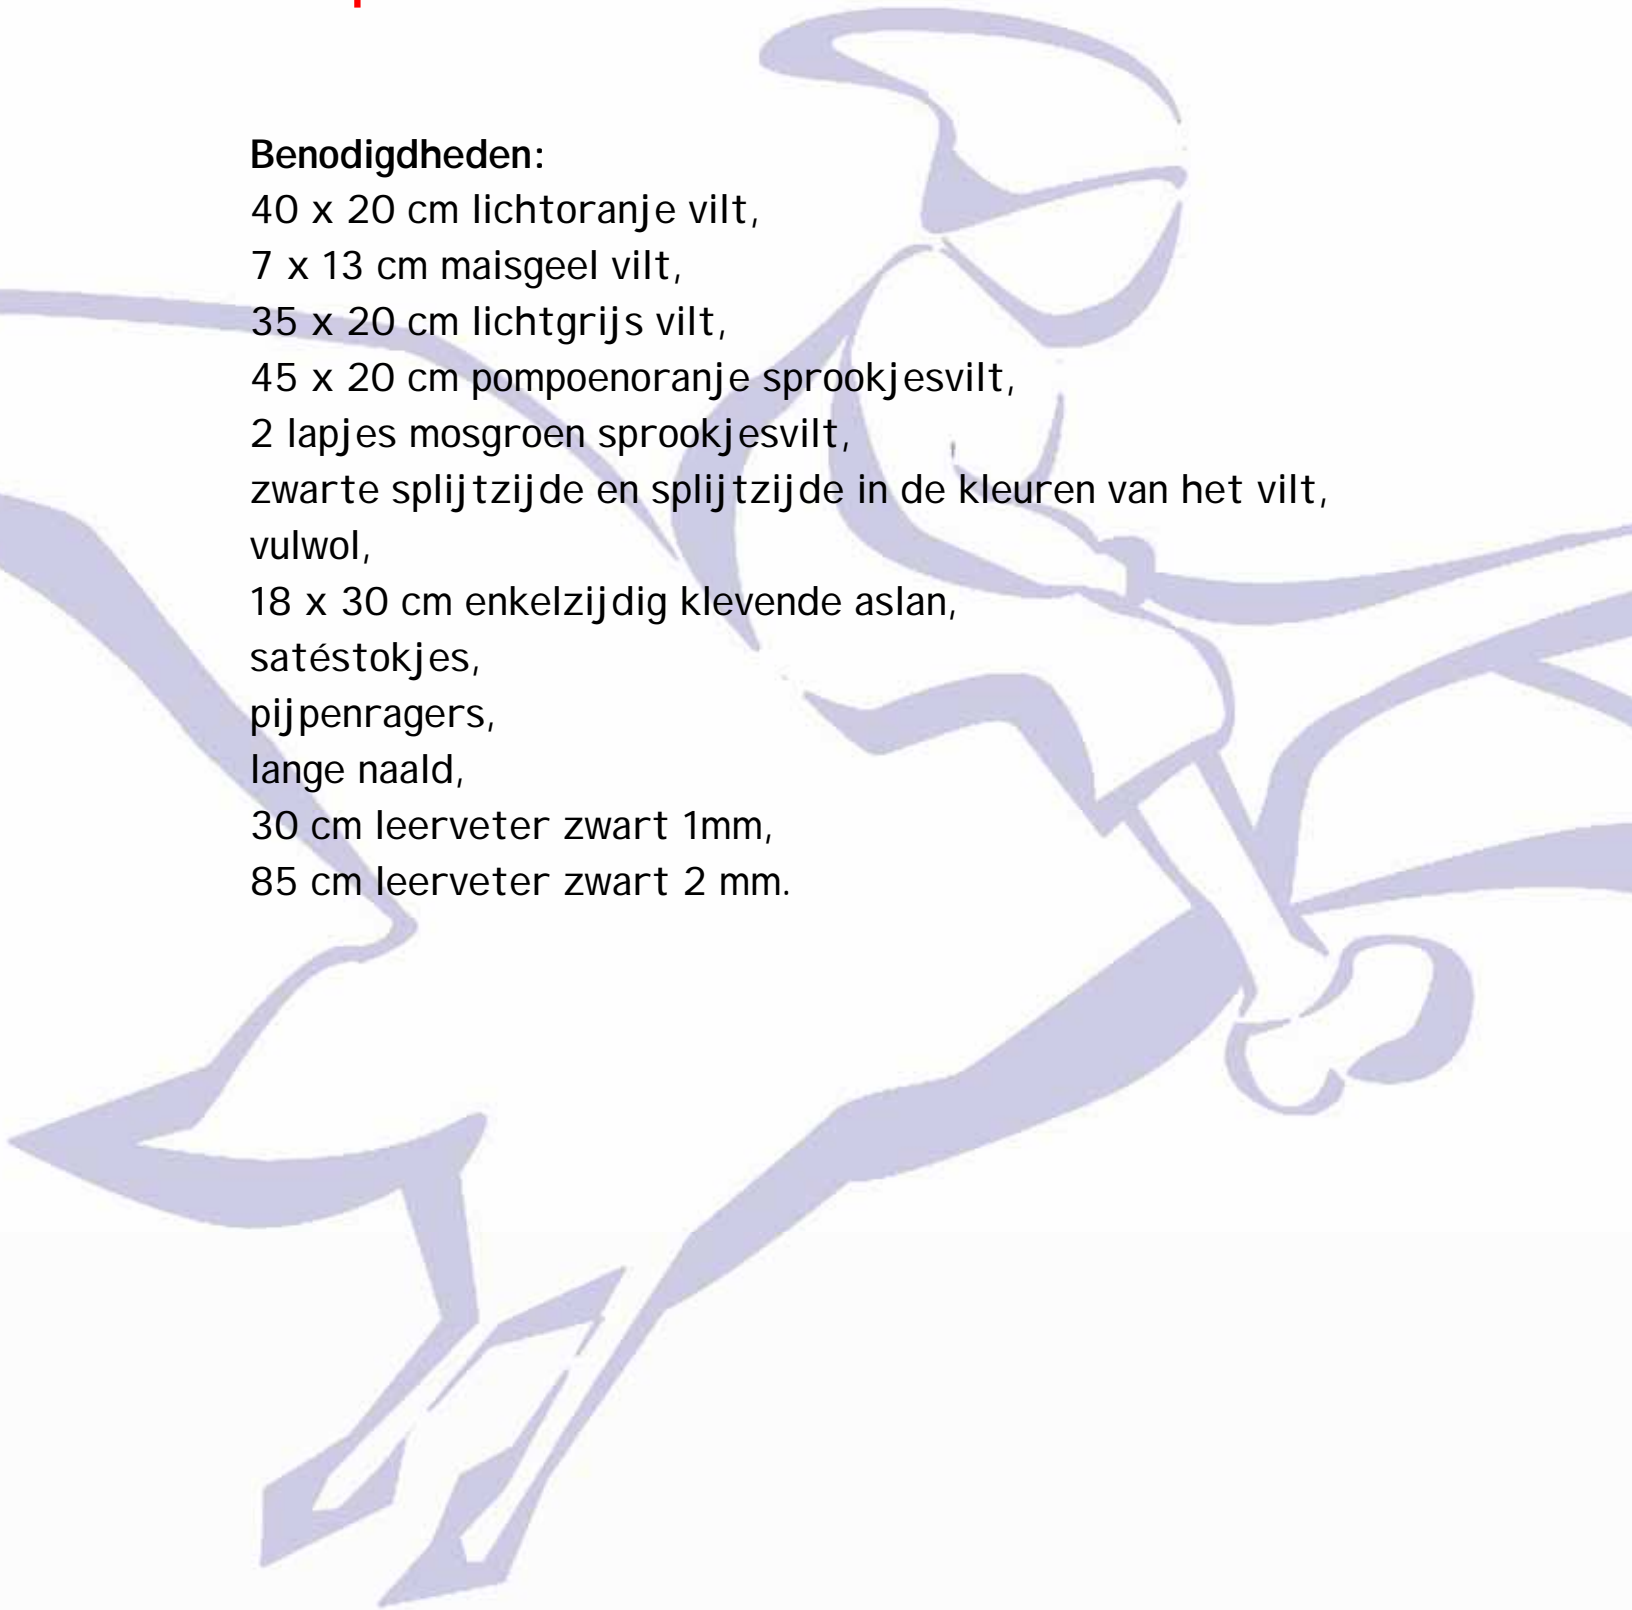 Benodigdheden:
40 x 20 cm lichtoranje vilt,
7 x 13 cm maisgeel vilt,
35 x 20 cm lichtgrijs vilt,
45 x 20 cm pompoenoranje sprookjesvilt,
2 lapjes mosgroen sprookjesvilt,
zwarte splijtzijde en splijtzijde in de kleuren van het vilt,
vulwol,
18 x 30 cm enkelzijdig klevende aslan,
satéstokjes,
pijpenragers,
lange naald,
30 cm leerveter zwart 1mm,
85 cm leerveter zwart 2 mm.